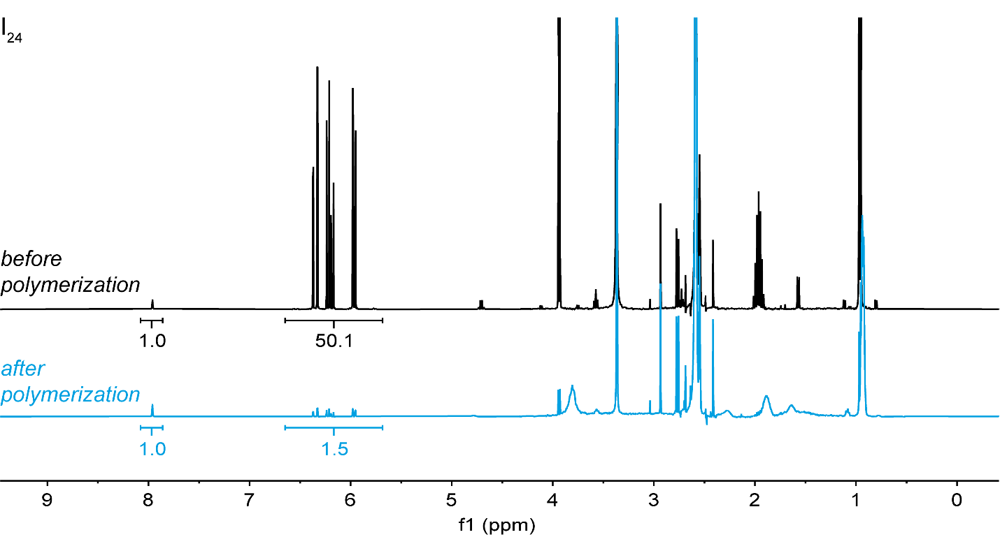 I24
before
polymerization
1.0
50.1
after
polymerization
1.0
1.5
9 8 7 6 5 4 3 2 1 0
f1 (ppm)